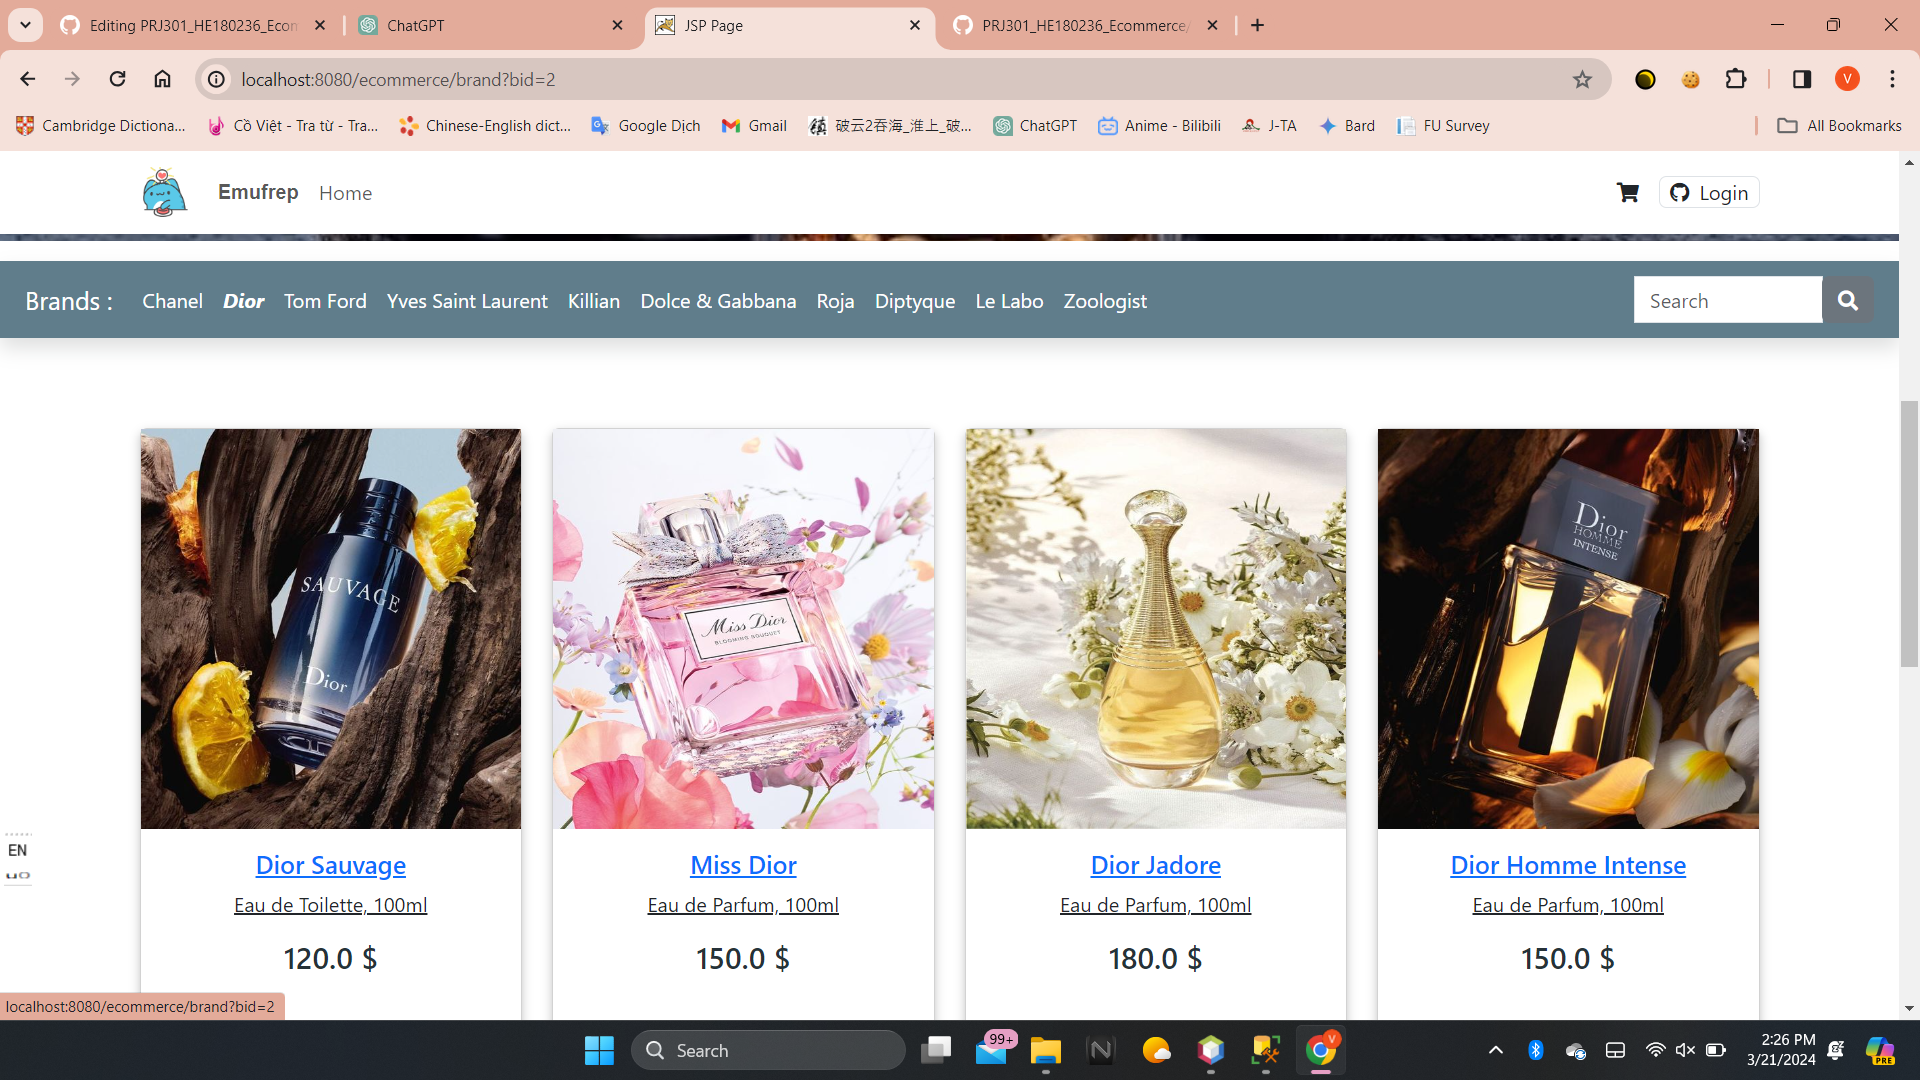 Editing PRJ301_HE180236_Econ
ChatGPT
JSP Page
PRJ301_HE180236_Ecommerce/
localhost:8080/ecommerce/brand?bid=2
V
Cambridge Dictiona...
Cồ Việt - Tra từ - Tra...
Chinese-English dict...
Google Dịch
Gmail
破云2吞海_淮上_破...
ChatGPT
Anime - Bilibili
J-TA
Bard
FU Survey
All Bookmarks
Emufrep
Home
Login
Brands :
Chanel
Dior
Tom Ford
Yves Saint Laurent
Killian
Dolce & Gabbana
Roja
Diptyque
Le Labo
Zoologist
Search
SAUVAGE
Dior
Miss Dior
BLOOMING BOUQUET
Dior
HOMME
INTENSE
EN
Dior Sauvage
Miss Dior
Dior Jadore
Dior Homme Intense
Eau de Toilette, 100ml
Eau de Parfum, 100ml
Eau de Parfum, 100ml
Eau de Parfum, 100ml
120.0 $
150.0 $
180.0 $
150.0 $
localhost:8080/ecommerce/brand?bid=2
Search
99+
V
2:26 PM
3/21/2024
PRE